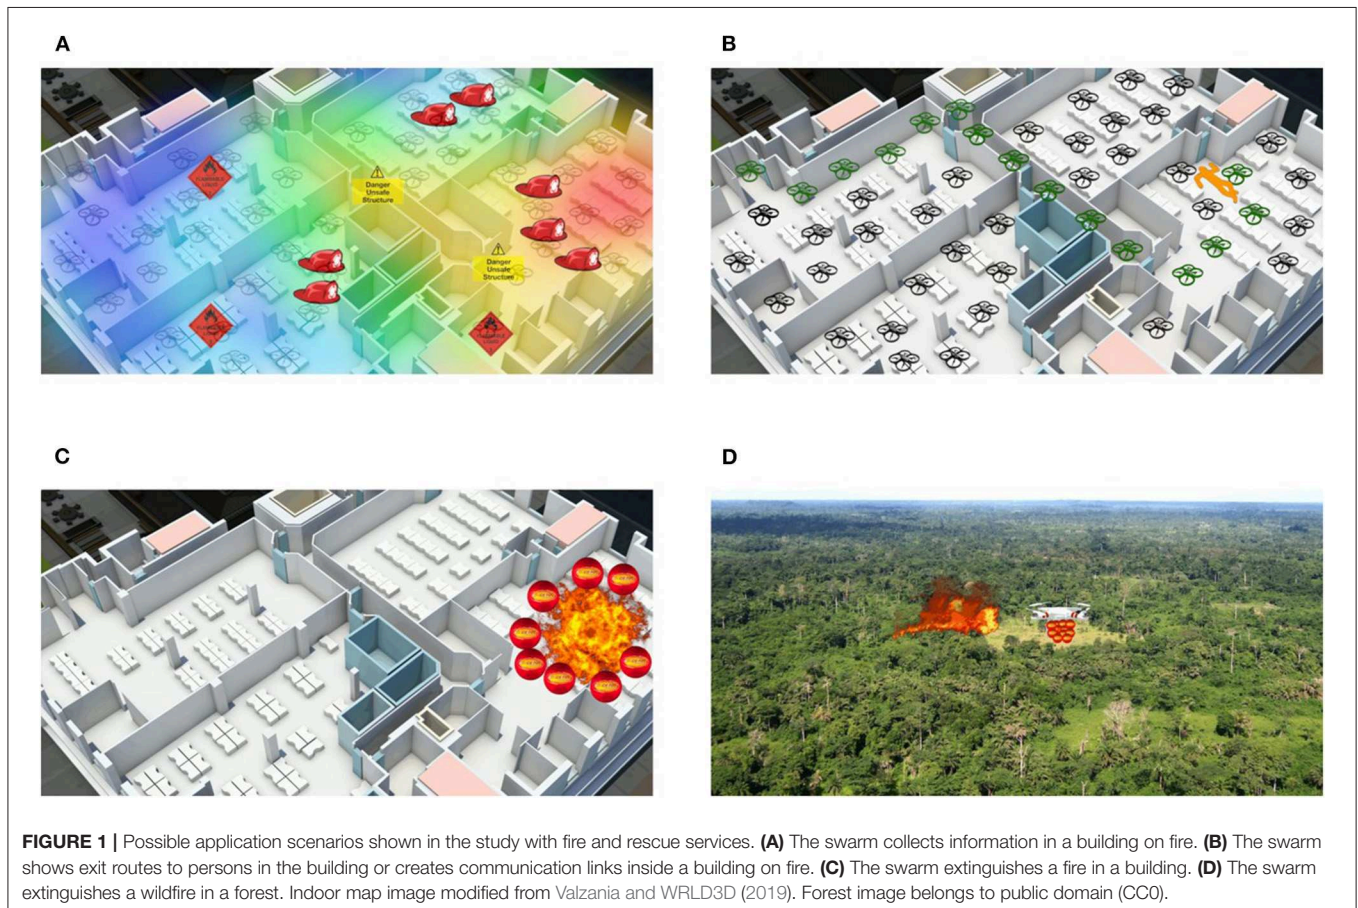 A
B
Danger
Unsafe
Structure
Danger
Unsafe
Structure
C
D
FIGURE 1 | Possible application scenarios shown in the study with fire and rescue services. (A) The swarm collects information in a building on fire. (B) The swarm
shows exit routes to persons in the building or creates communication links inside a building on fire. (C) The swarm extinguishes a fire in a building. (D) The swarm
extinguishes a wildfire in a forest. Indoor map image modified from Valzania and WRLD3D (2019). Forest image belongs to public domain (CC0).